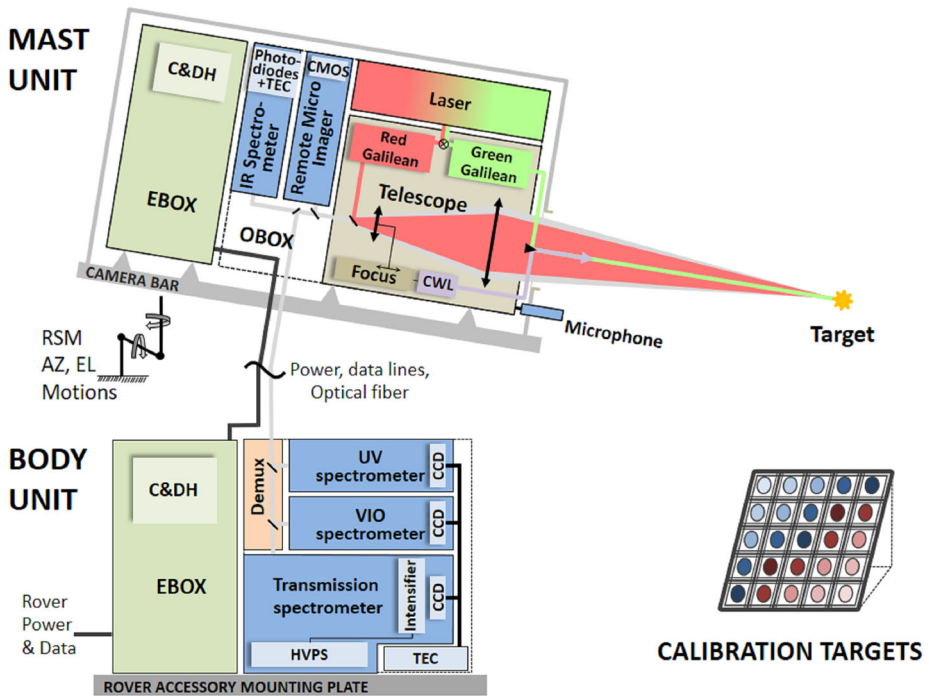 MAST
UNIT
C&DH
EBOX
Photo-
diodes
+TEC
IR Spectro-
meter
CMOS
Remote Micro
Imager
Laser
Red
Galilean
Green
Galilean
Telescope
OBOX
Focus
CWL
CAMERA BAR
Microphone
Target
RSM
AZ, EL
Motions
Power, data lines,
Optical fiber
BODY
UNIT
C&DH
EBOX
Demux
UV
spectrometer
CCD
VIO
spectrometer
CCD
Transmission
spectrometer
Intensifier
CCD
HVPS
TEC
Rover
Power
& Data
ROVER ACCESSORY MOUNTING PLATE
CALIBRATION TARGETS